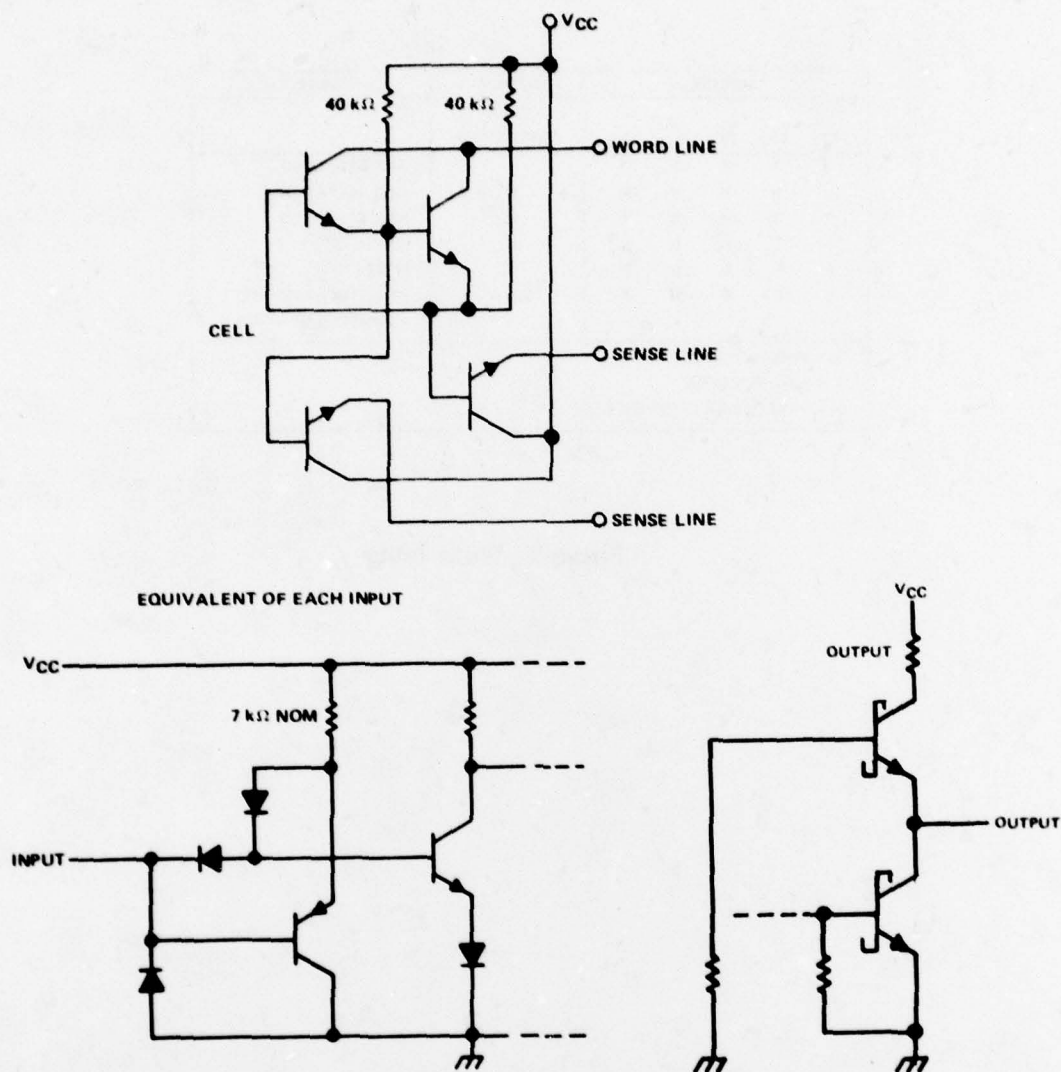 VCC
40 kΩ 40 kΩ
WORD LINE
CELL
SENSE LINE
SENSE LINE
EQUIVALENT OF EACH INPUT
VCC
7 kΩ NOM
INPUT
VCC
OUTPUT
OUTPUT